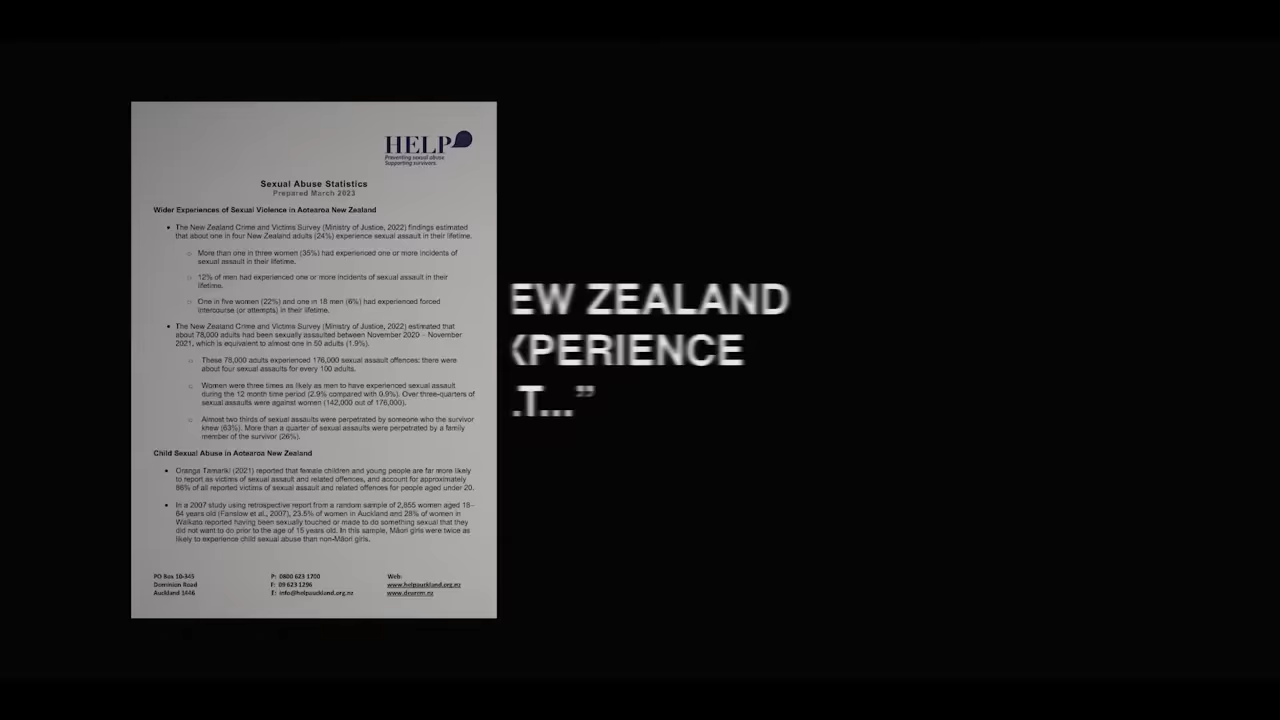 HELP
Preventing sexual abuse
Supporting survivors.
Sexual Abuse Statistics
Prepared March 2023
Wider Experiences of Sexual Violence in Aotearoa New Zealand
• The New Zealand Crime and Victims Survey (Ministry of Justice, 2022) findings estimated
that about one in four New Zealand adults (24%) experience sexual assault in their lifetime.
○ More than one in three women (35%) had experienced one or more incidents of
sexual assault in their lifetime.
○ 12% of men had experienced one or more incidents of sexual assault in their
lifetime.
○ One in five women (22%) and one in 18 men (6%) had experienced forced
intercourse (or attempts) in their lifetime.
• The New Zealand Crime and Victims Survey (Ministry of Justice, 2022) estimated that
about 78,000 adults had been sexually assaulted between November 2020 – November
2021, which is equivalent to almost one in 50 adults (1.9%).
○ These 78,000 adults experienced 176,000 sexual assault offences: there were
about four sexual assaults for every 100 adults.
○ Women were three times as likely as men to have experienced sexual assault
during the 12 month time period (2.9% compared with 0.9%). Over three-quarters of
sexual assaults were against women (142,000 out of 176,000).
○ Almost two thirds of sexual assaults were perpetrated by someone who the survivor
knew (63%). More than a quarter of sexual assaults were perpetrated by a family
member of the survivor (26%).
Child Sexual Abuse in Aotearoa New Zealand
• Oranga Tamariki (2021) reported that female children and young people are far more likely
to report as victims of sexual assault and related offences, and account for approximately
86% of all reported victims of sexual assault and related offences for people aged under 20.
• In a 2007 study using retrospective report from a random sample of 2,855 women aged 18–
64 years old (Fanslow et al., 2007), 23.5% of women in Auckland and 28% of women in
Waikato reported having been sexually touched or made to do something sexual that they
did not want to do prior to the age of 15 years old. In this sample, Māori girls were twice as
likely to experience child sexual abuse than non-Māori girls.
PO Box 10-345 P: 0800 623 1700 Web:
Dominion Road F: 09 623 1296 www.helpauckland.org.nz
Auckland 1446 E: info@helpauckland.org.nz www.dearem.nz
EW ZEALAND
XPERIENCE
.T...”